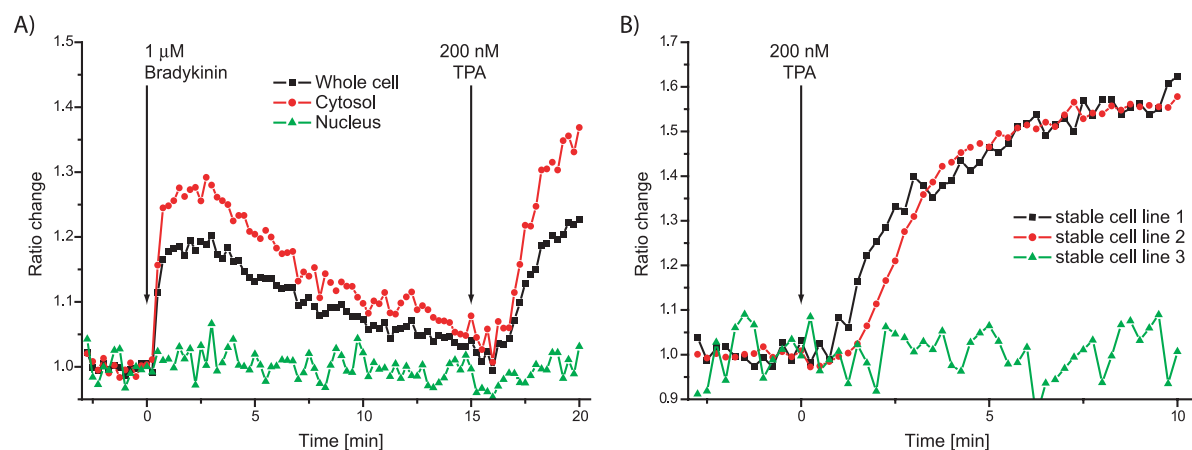 A)
1.5
1.4
1.3
1.2
1.1
1.0
Ratio change
1 μM
Bradykinin
200 nM
TPA
Whole cell
Cytosol
Nucleus
0
5
10
15
20
Time [min]
B)
1.7
1.6
1.5
1.4
1.3
1.2
1.1
1.0
0.9
Ratio change
200 nM
TPA
stable cell line 1
stable cell line 2
stable cell line 3
0
5
10
Time [min]